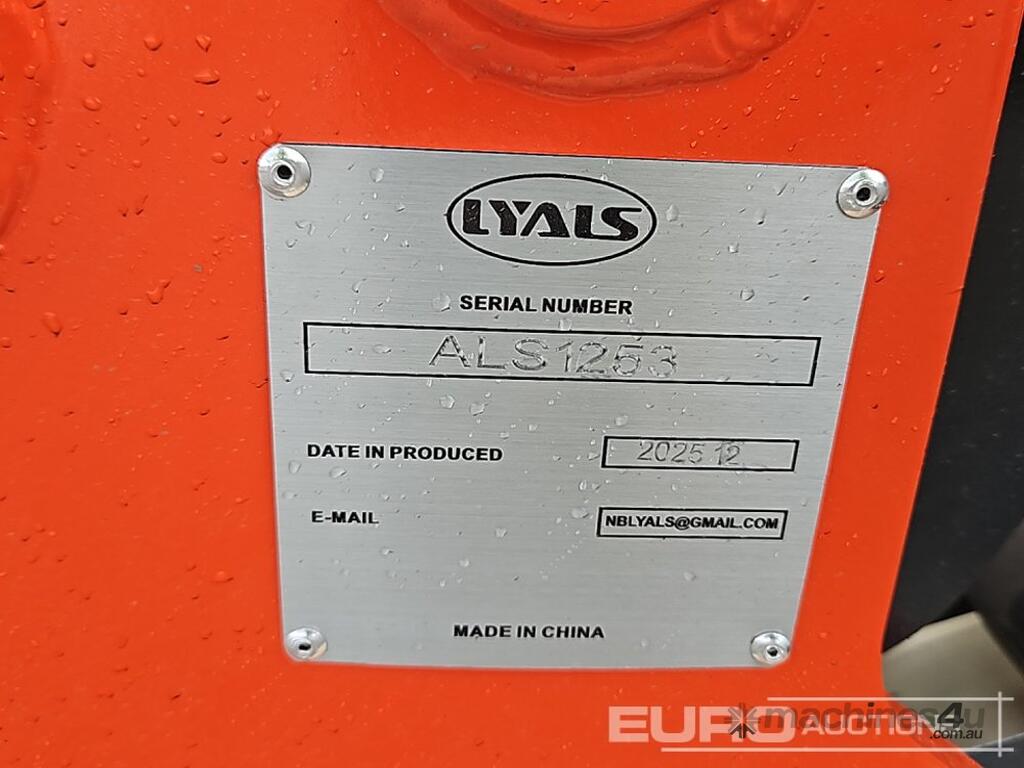 LYALS
SERIAL NUMBER
ALS1253
DATE IN PRODUCED 2025 12
E-MAIL NBLYALS@GMAIL.COM
MADE IN CHINA
EURO AUCTIONS
machines4u
.com.au